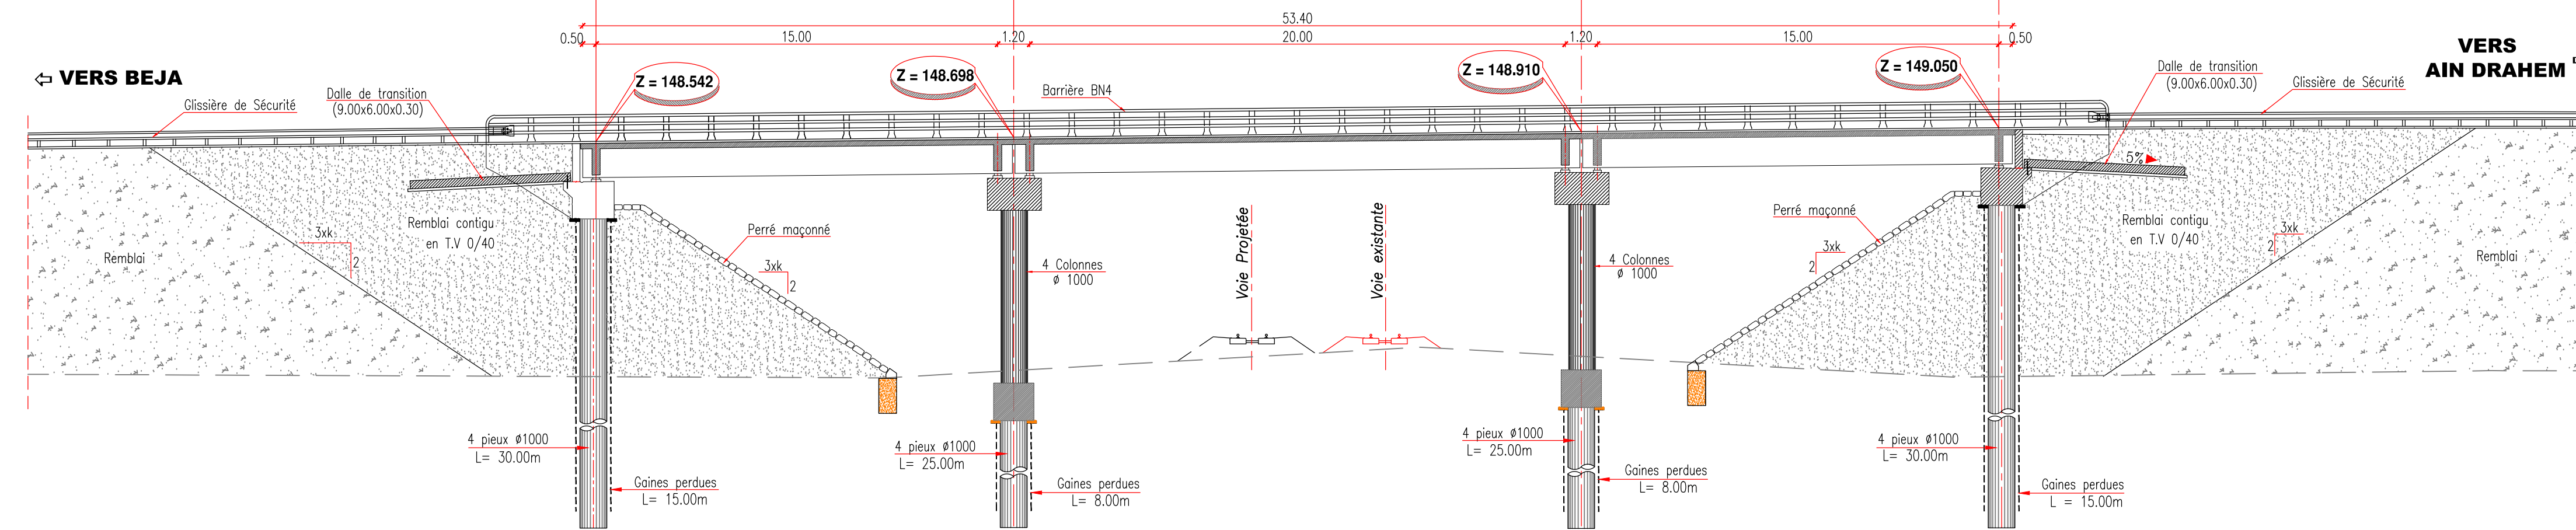 53.40
0.50 15.00 1.20 20.00 1.20 15.00 0.50
VERS BEJA
VERS
AIN DRAHEM
Z = 148.542
Z = 148.698
Z = 148.910
Z = 149.050
Glissière de Sécurité
Dalle de transition
(9.00x6.00x0.30)
Barrière BN4
Dalle de transition
(9.00x6.00x0.30)
Glissière de Sécurité
5%
Remblai
3xk
2
Remblai contigu
en T.V 0/40
Perré maçonné
3xk
2
4 Colonnes
ø 1000
Voie Projetée
Voie existante
4 Colonnes
ø 1000
Perré maçonné
3xk
2
Remblai contigu
en T.V 0/40
3xk
2
Remblai
4 pieux ø1000
L= 30.00m
Gaines perdues
L= 15.00m
4 pieux ø1000
L= 25.00m
Gaines perdues
L= 8.00m
4 pieux ø1000
L= 25.00m
Gaines perdues
L= 8.00m
4 pieux ø1000
L= 30.00m
Gaines perdues
L = 15.00m